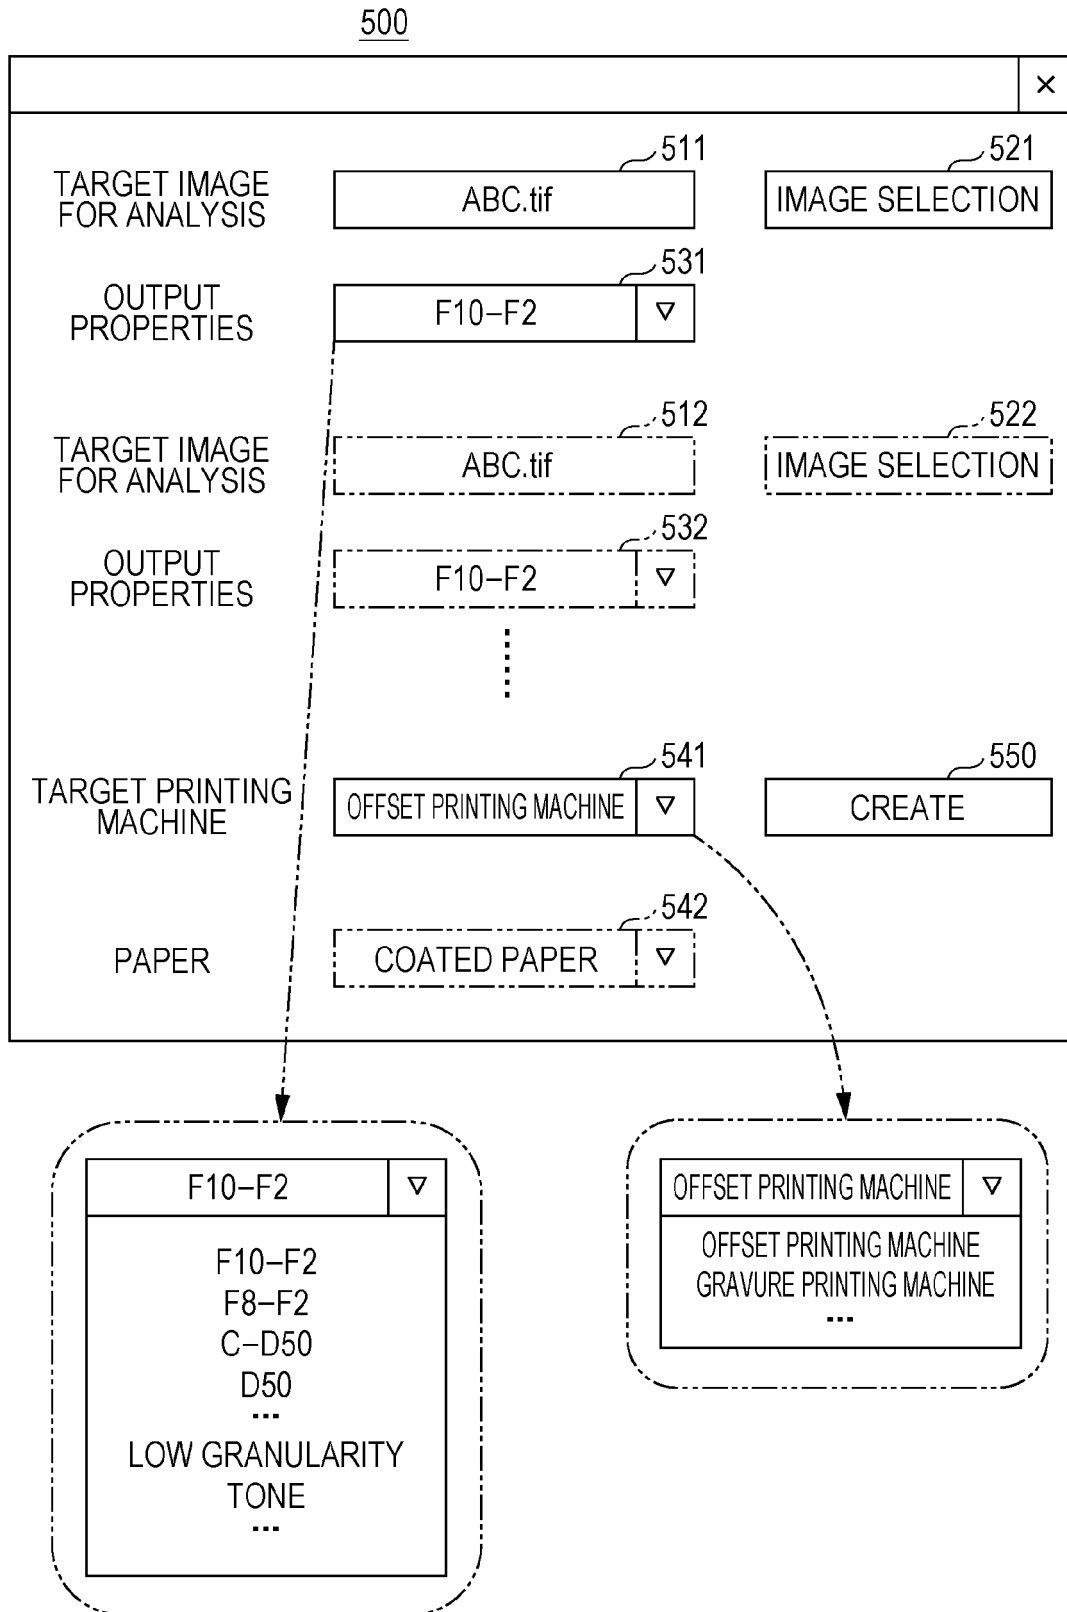 500
×
511
521
TARGET IMAGE
FOR ANALYSIS
ABC.tif
IMAGE SELECTION
531
OUTPUT
PROPERTIES
F10–F2
▽
512
522
TARGET IMAGE
FOR ANALYSIS
ABC.tif
IMAGE SELECTION
532
OUTPUT
PROPERTIES
F10–F2
▽
541
550
TARGET PRINTING
MACHINE
OFFSET PRINTING MACHINE
▽
CREATE
542
PAPER
COATED PAPER
▽
F10–F2
▽
F10–F2
F8–F2
C–D50
D50
...
LOW GRANULARITY
TONE
...
OFFSET PRINTING MACHINE
▽
OFFSET PRINTING MACHINE
GRAVURE PRINTING MACHINE
...